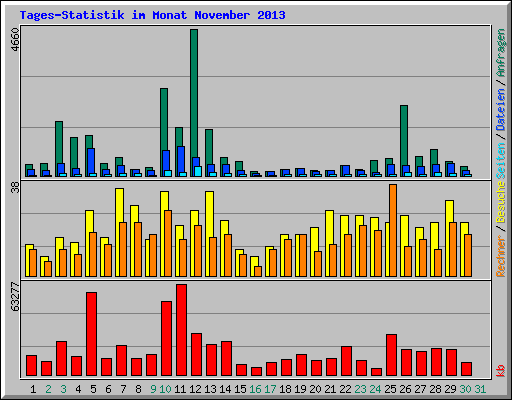 Tages-Statistik im Monat November 2013
4660
38
63277
Rechner / Besuche Seiten / Dateien / Anfragen
kb
1 2 3 4 5 6 7 8 9 10 11 12 13 14 15 16 17 18 19 20 21 22 23 24 25 26 27 28 29 30 31